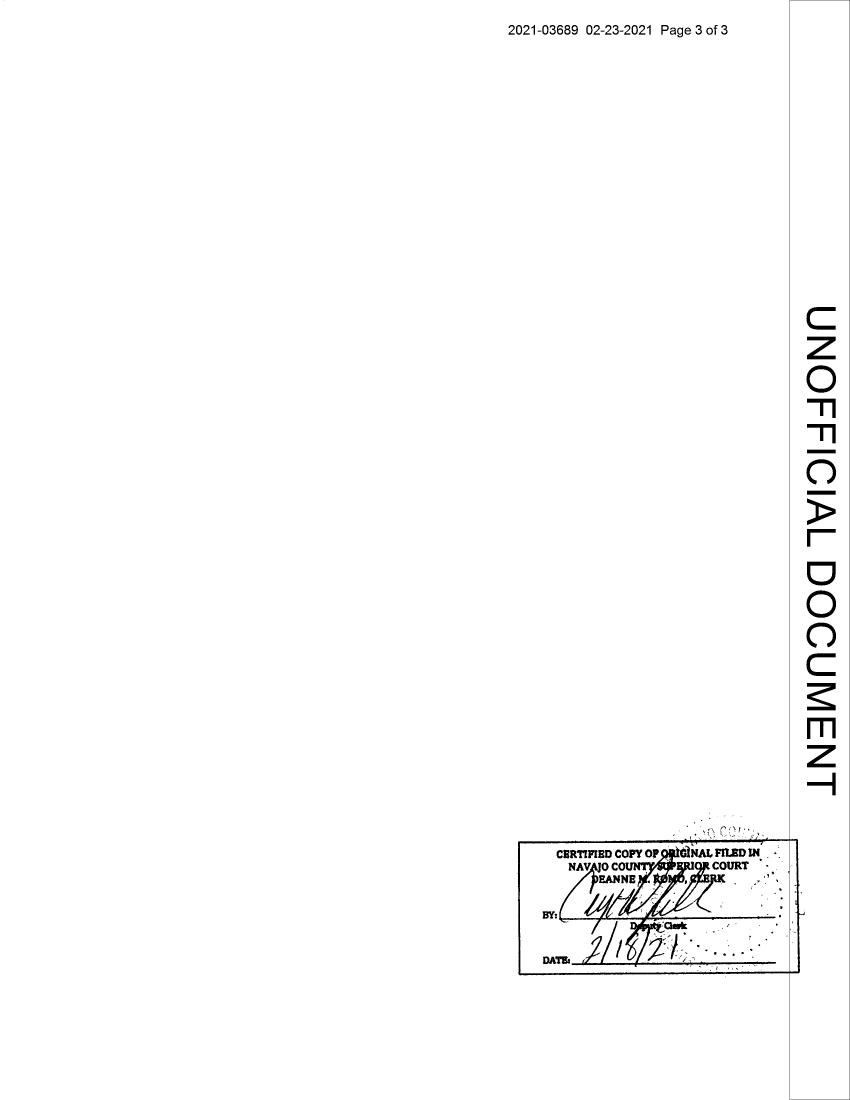 2021-03689 02-23-2021 Page 3 of 3
UNOFFICIAL DOCUMENT
CERTIFIED COPY OF ORIGINAL FILED IN
NAVAJO COUNTY SUPERIOR COURT
DEANNE M. ROMO, CLERK
BY:
Deputy Clerk
DATE: 2/18/21